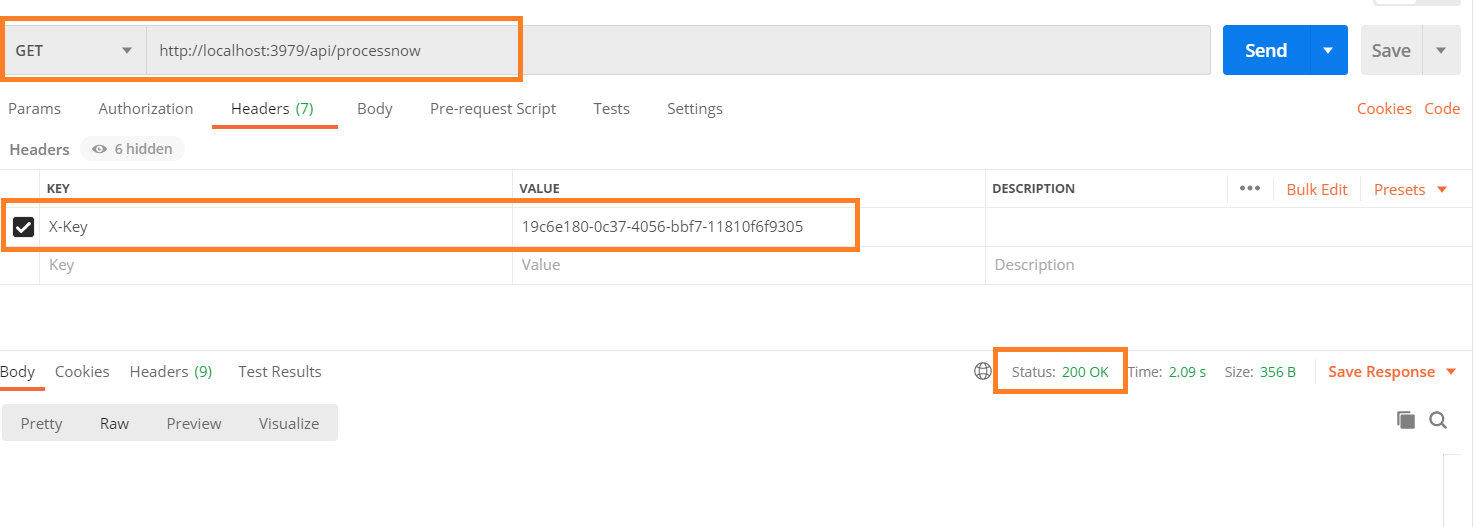 GET http://localhost:3979/api/processnow Send Save
Params Authorization Headers (7) Body Pre-request Script Tests Settings Cookies Code
Headers 6 hidden
KEY VALUE DESCRIPTION ••• Bulk Edit Presets
X-Key 19c6e180-0c37-4056-bbf7-11810f6f9305
Key Value Description
Body Cookies Headers (9) Test Results Status: 200 OK Time: 2.09 s Size: 356 B Save Response
Pretty Raw Preview Visualize